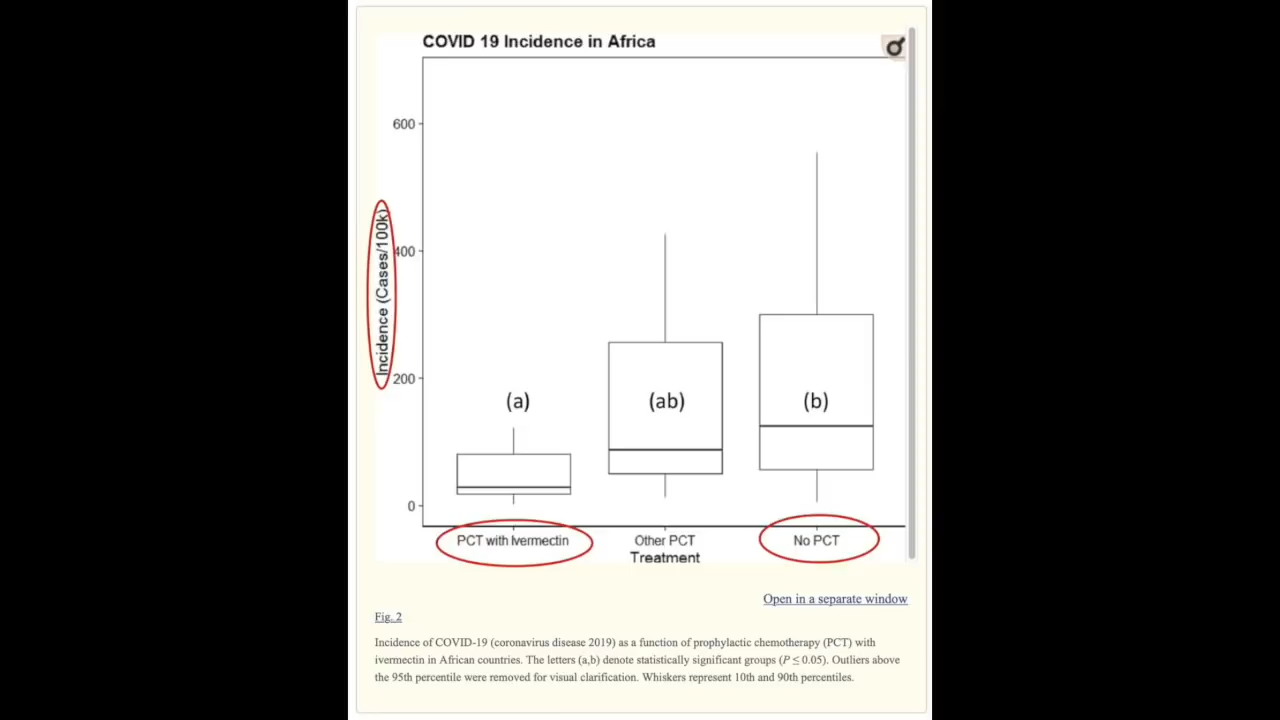 COVID 19 Incidence in Africa
Incidence (Cases/100k)
600
400
200
0
(a)
(ab)
(b)
PCT with Ivermectin
Other PCT
No PCT
Treatment
Open in a separate window
Fig. 2
Incidence of COVID-19 (coronavirus disease 2019) as a function of prophylactic chemotherapy (PCT) with
ivermectin in African countries. The letters (a,b) denote statistically significant groups (P ≤ 0.05). Outliers above
the 95th percentile were removed for visual clarification. Whiskers represent 10th and 90th percentiles.